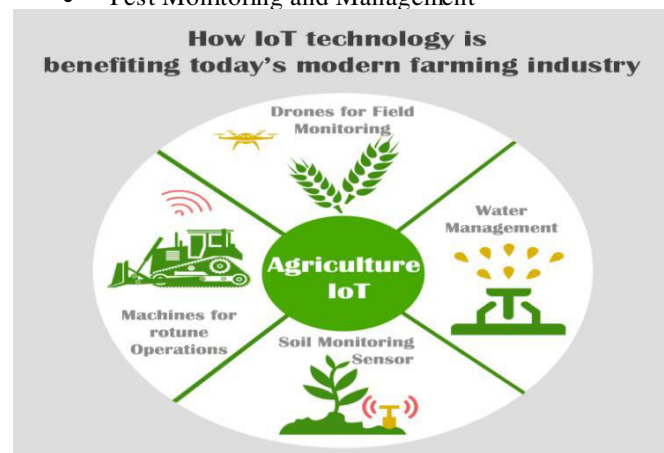 • Pest Monitoring and Management
How IoT technology is
benefiting today's modern farming industry
Drones for Field
Monitoring
Water
Management
Agriculture
IoT
Machines for
rotune
Operations
Soil Monitoring
Sensor